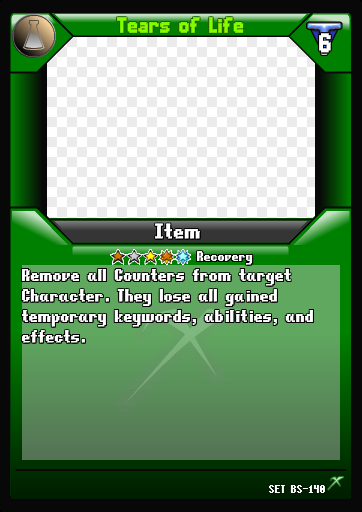 Tears of Life
6
Item
Recovery
Remove all Counters from target
Character. They lose all gained
temporary keywords, abilities, and
effects.
SET BS-140